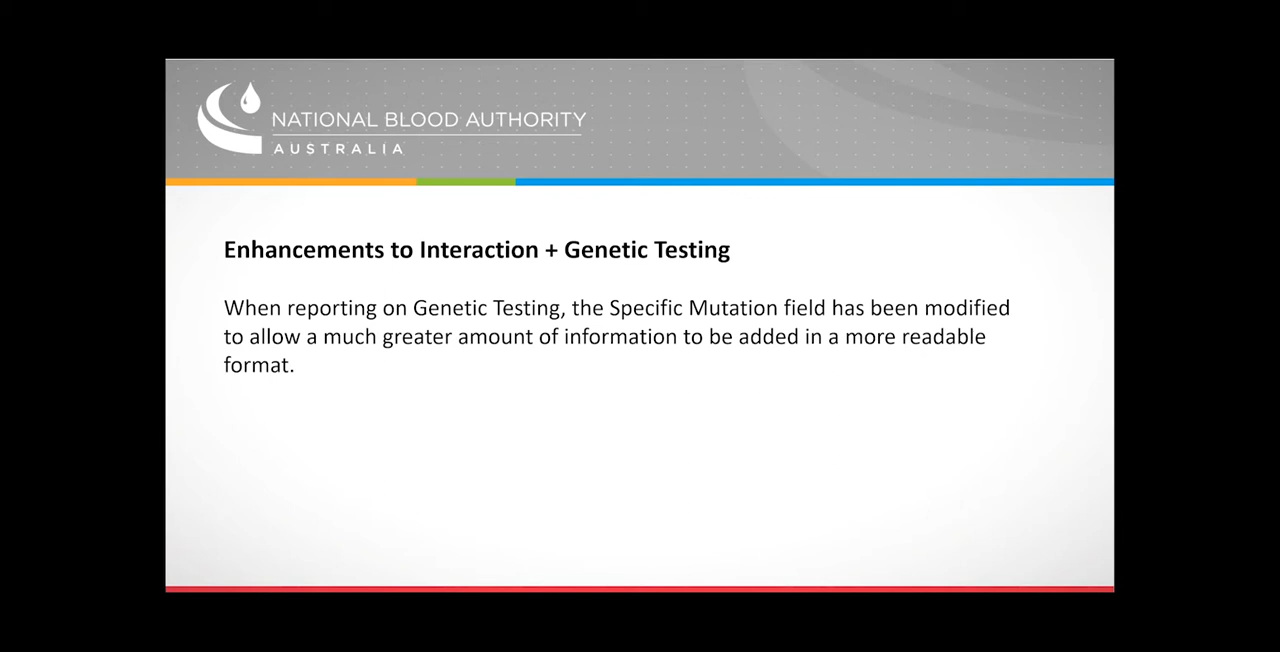 NATIONAL BLOOD AUTHORITY
AUSTRALIA
Enhancements to Interaction + Genetic Testing
When reporting on Genetic Testing, the Specific Mutation field has been modified
to allow a much greater amount of information to be added in a more readable
format.